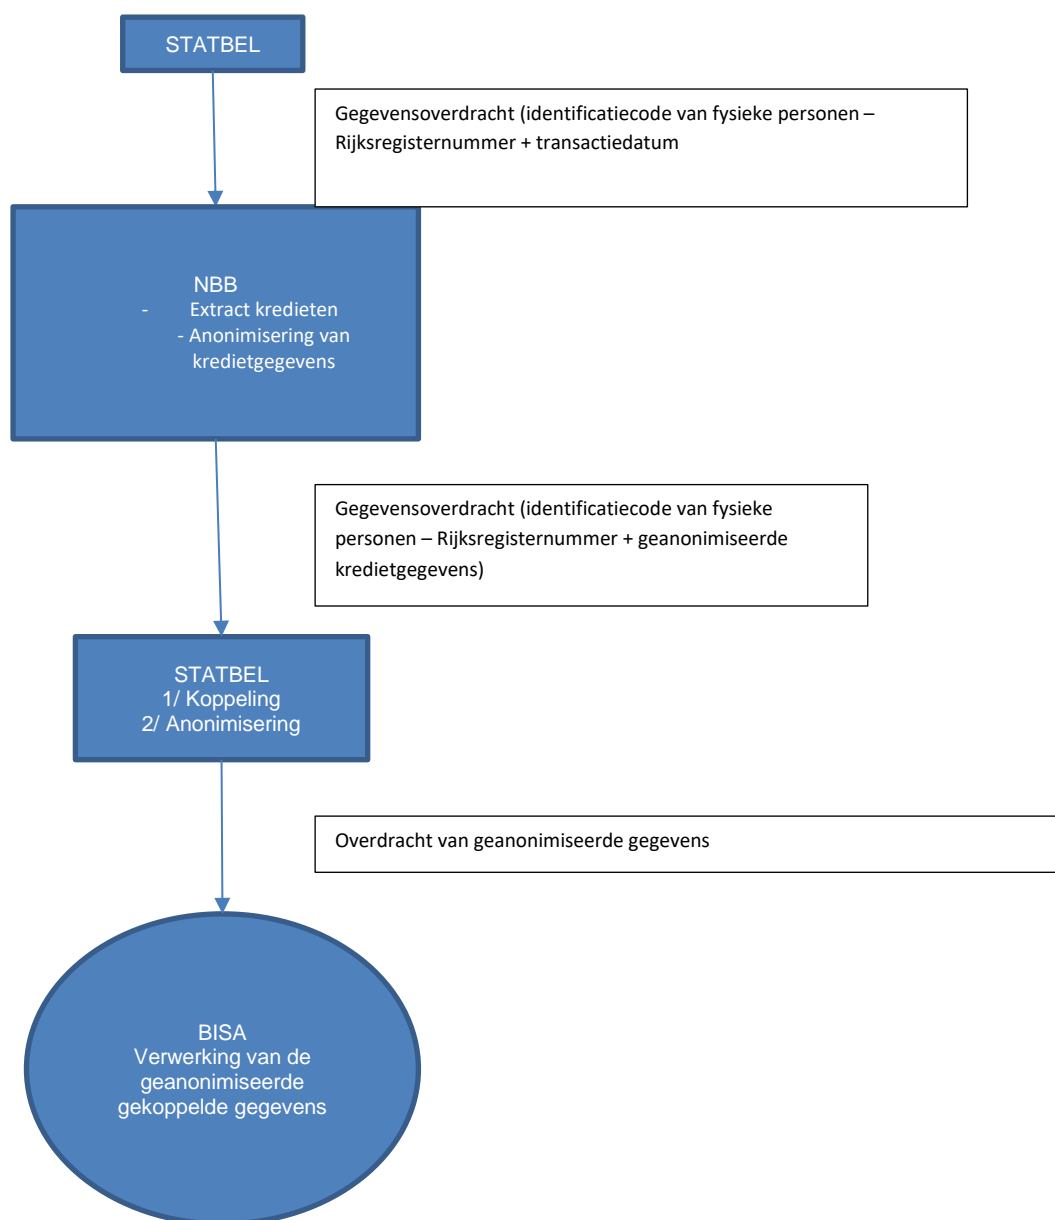 STATBEL
Gegevensoverdracht (identificatiecode van fysieke personen –
Rijksregisternummer + transactiedatum
NBB
- Extract kredieten
- Anonimisering van
kredietgegevens
Gegevensoverdracht (identificatiecode van fysieke
personen – Rijksregisternummer + geanonimiseerde
kredietgegevens)
STATBEL
1/ Koppeling
2/ Anonimisering
Overdracht van geanonimiseerde gegevens
BISA
Verwerking van de
geanonimiseerde
gekoppelde gegevens